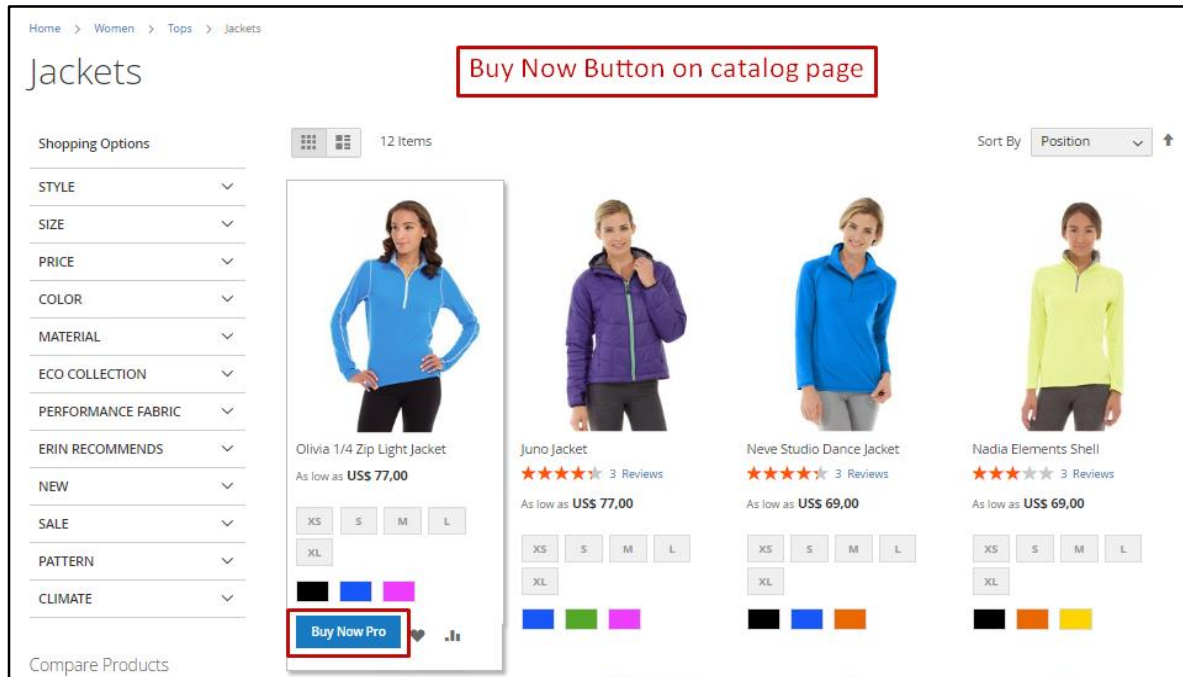 Home > Women > Tops > Jackets
Jackets
Buy Now Button on catalog page
Shopping Options
12 Items
Sort By Position
STYLE
SIZE
PRICE
COLOR
MATERIAL
ECO COLLECTION
PERFORMANCE FABRIC
ERIN RECOMMENDS
NEW
SALE
PATTERN
CLIMATE
Compare Products
Olivia 1/4 Zip Light Jacket
As low as US$ 77,00
XS S M L
XL
Buy Now Pro
Juno Jacket
3 Reviews
As low as US$ 77,00
XS S M L
XL
Neve Studio Dance Jacket
3 Reviews
As low as US$ 69,00
XS S M L
XL
Nadia Elements Shell
3 Reviews
As low as US$ 69,00
XS S M L
XL